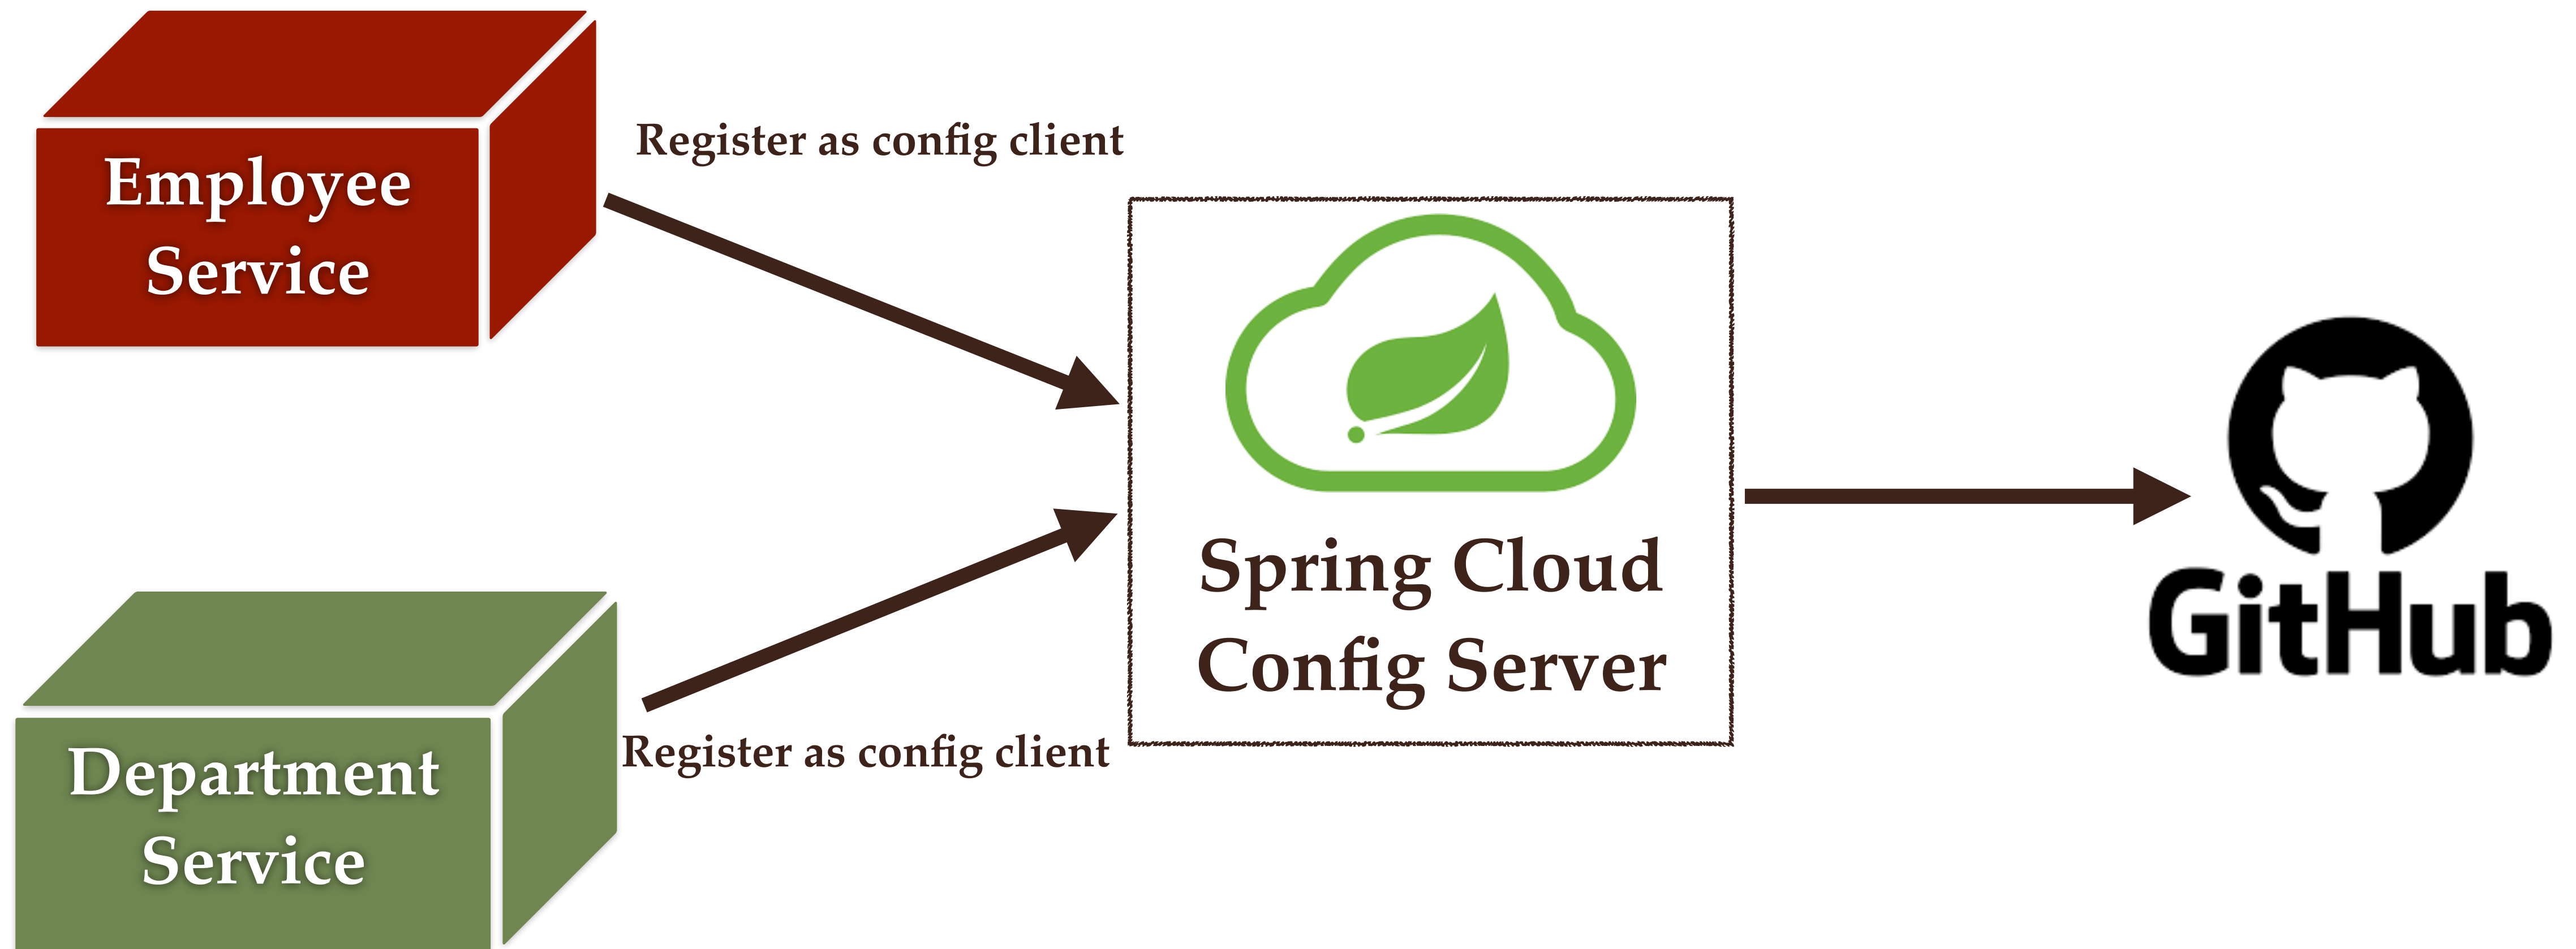 Employee
Service
Register as config client
Spring Cloud
Config Server
GitHub
Department
Service
Register as config client